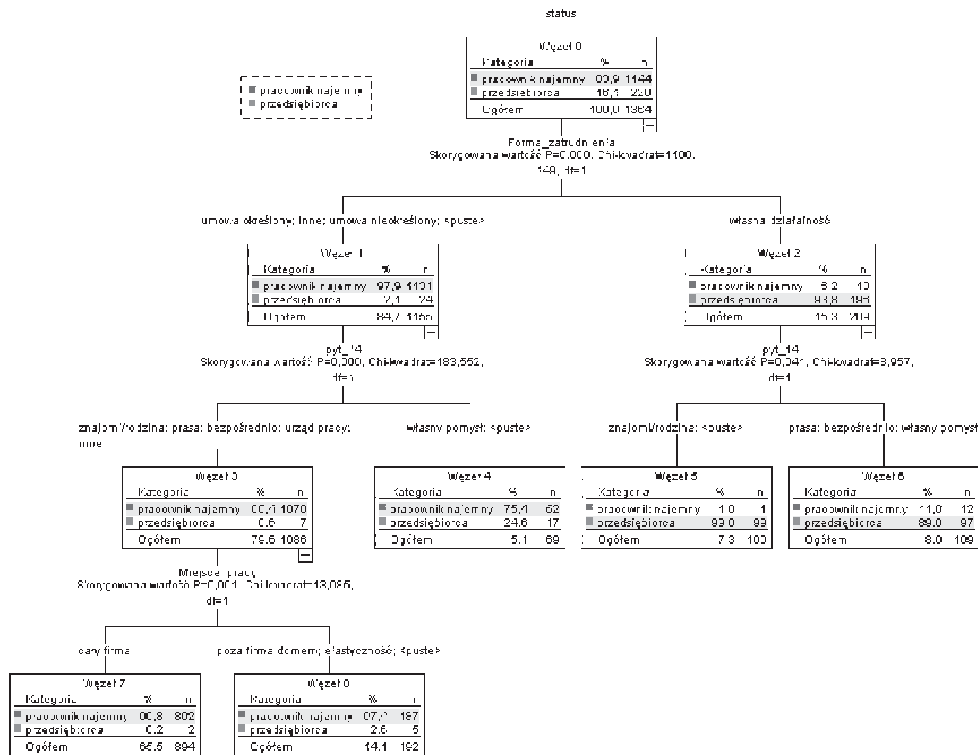 status
Węzeł 0
Kategoria % n
pracownik najemny 1144
przedsiębiorca 220
Ogółem 100,0 1364
pracownik najemny
przedsiębiorca
Forma_zatrudnienia
Skorygowana wartość P=0,000, Chi-kwadrat=1100,
149, df=1
umowa określony; inne; umowa nieokreślony; <puste>
własna działalność
Węzeł 1
Kategoria % n
pracownik najemny 97,9 1131
przedsiębiorca 2,1 24
Ogółem 84,7 1155
Węzeł 2
Kategoria % n
pracownik najemny 6,2 13
przedsiębiorca 93,8 196
Ogółem 15,3 209
pyt_14
Skorygowana wartość P=0,000, Chi-kwadrat=183,552,
df=1
pyt_14
Skorygowana wartość P=0,041, Chi-kwadrat=8,957,
df=1
znajomi/rodzina; prasa; bezpośrednio; urząd pracy;
inne
własny pomysł; <puste>
znajomi/rodzina; <puste>
prasa; bezpośrednio; własny pomysł
Węzeł 3
Kategoria % n
pracownik najemny 1079
przedsiębiorca 0,6 7
Ogółem 79,6 1086
Węzeł 4
Kategoria % n
pracownik najemny 75,4 52
przedsiębiorca 24,6 17
Ogółem 5,1 69
Węzeł 5
Kategoria % n
pracownik najemny 1,0 1
przedsiębiorca 99,0 99
Ogółem 7,3 100
Węzeł 6
Kategoria % n
pracownik najemny 11,0 12
przedsiębiorca 89,0 97
Ogółem 8,0 109
Miejsce_pracy
Skorygowana wartość P=0,001, Chi-kwadrat=13,085,
df=1
cały firma
poza firma domem; elastyczność; <puste>
Węzeł 7
Kategoria % n
pracownik najemny 99,8 892
przedsiębiorca 0,2 2
Ogółem 65,5 894
Węzeł 8
Kategoria % n
pracownik najemny 97,4 187
przedsiębiorca 2,6 5
Ogółem 14,1 192